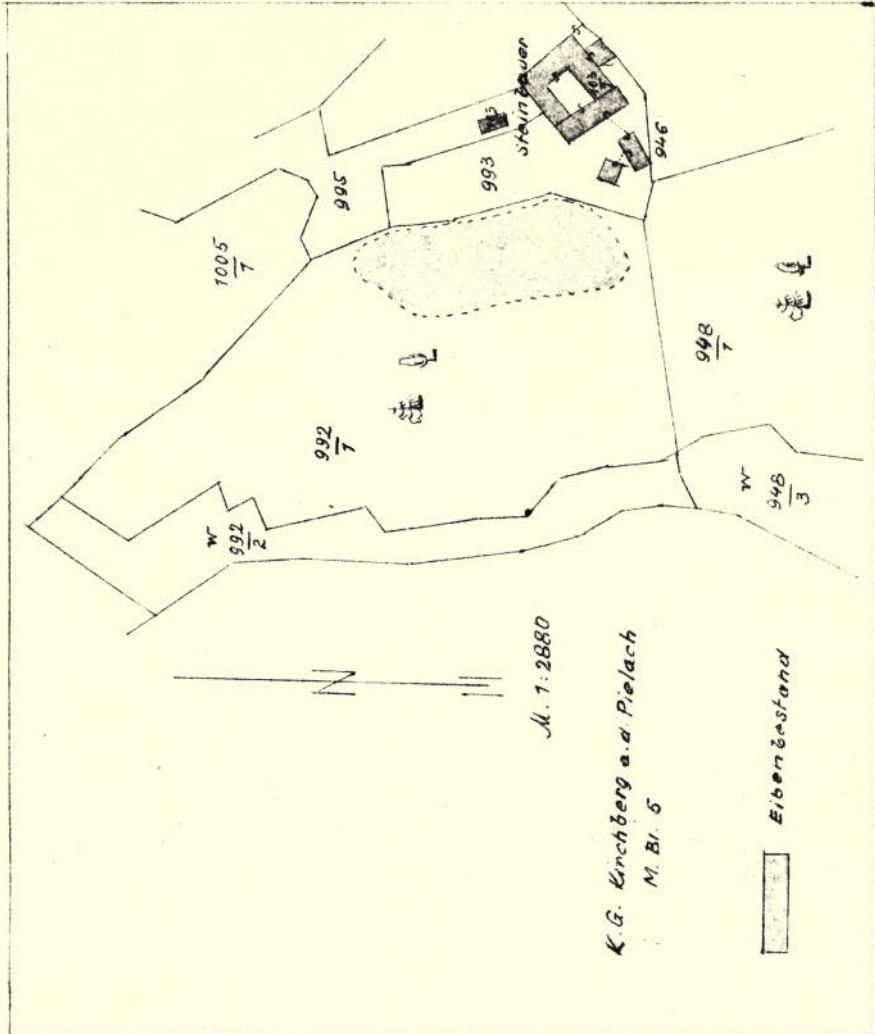 Steinbauer
946
993
995
1005
1
992
1
w
992
2
948
1
w
948
3
N
M. 1:2880
K.G. Kirchberg a.d. Pielach
M. Bl. 5
Eibenbestand